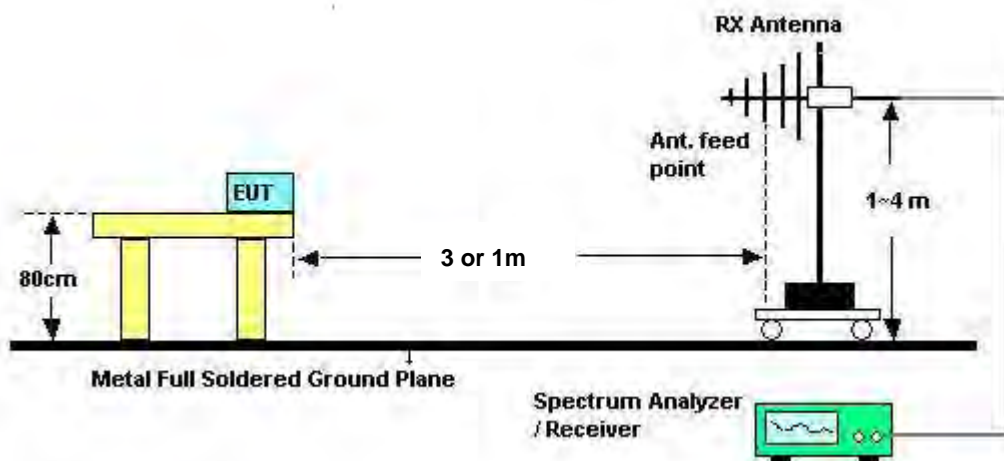 RX Antenna
Ant. feed
point
EUT
1~4 m
3 or 1m
80cm
Metal Full Soldered Ground Plane
Spectrum Analyzer
/ Receiver